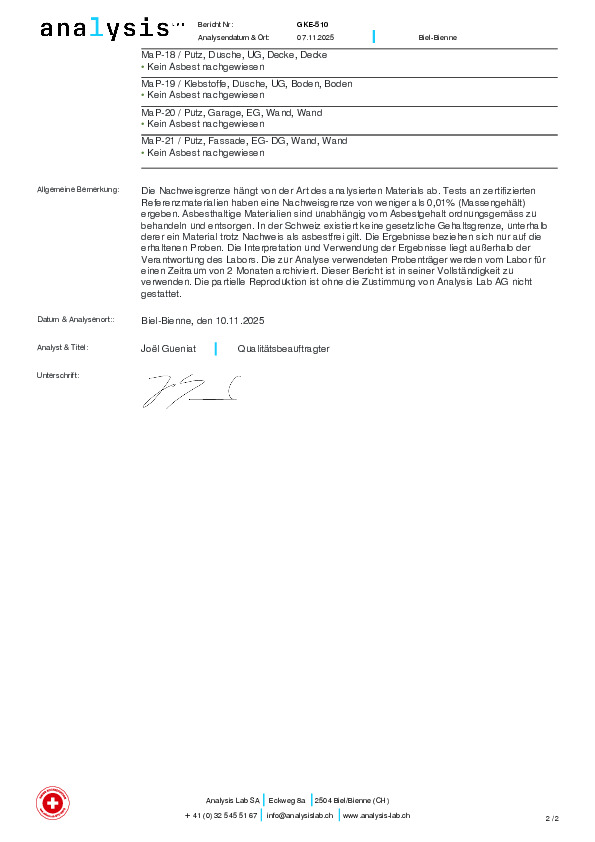 analysis
Bericht Nr: GKE-510
Analysendatum & Ort: 07.11.2025 Biel-Bienne
MaP-18 / Putz, Dusche, UG, Decke, Decke
• Kein Asbest nachgewiesen
MaP-19 / Klebstoffe, Dusche, UG, Boden, Boden
• Kein Asbest nachgewiesen
MaP-20 / Putz, Garage, EG, Wand, Wand
• Kein Asbest nachgewiesen
MaP-21 / Putz, Fassade, EG- DG, Wand, Wand
• Kein Asbest nachgewiesen
Allgemeine Bemerkung:
Die Nachweisgrenze hängt von der Art des analysierten Materials ab. Tests an zertifizierten
Referenzmaterialien haben eine Nachweisgrenze von weniger als 0,01% (Massengehält)
ergeben. Asbesthaltige Materialien sind unabhängig vom Asbestgehalt ordnungsgemäss zu
behandeln und entsorgen. In der Schweiz existiert keine gesetzliche Gehaltsgrenze, unterhalb
derer ein Material trotz Nachweis als asbestfrei gilt. Die Ergebnisse beziehen sich nur auf die
erhaltenen Proben. Die Interpretation und Verwendung der Ergebnisse liegt außerhalb der
Verantwortung des Labors. Die zur Analyse verwendeten Probenträger werden vom Labor für
einen Zeitraum von 2 Monaten archiviert. Dieser Bericht ist in seiner Vollständigkeit zu
verwenden. Die partielle Reproduktion ist ohne die Zustimmung von Analysis Lab AG nicht
gestattet.
Datum & Analysenort:: Biel-Bienne, den 10.11.2025
Analyst & Titel: Joël Gueniat Qualitätsbeauftragter
Unterschrift:
Analysis Lab SA Eckweg 8a 2504 Biel/Bienne (CH)
+ 41 (0) 32 545 51 67 info@analysislab.ch www.analysis-lab.ch
2 / 2